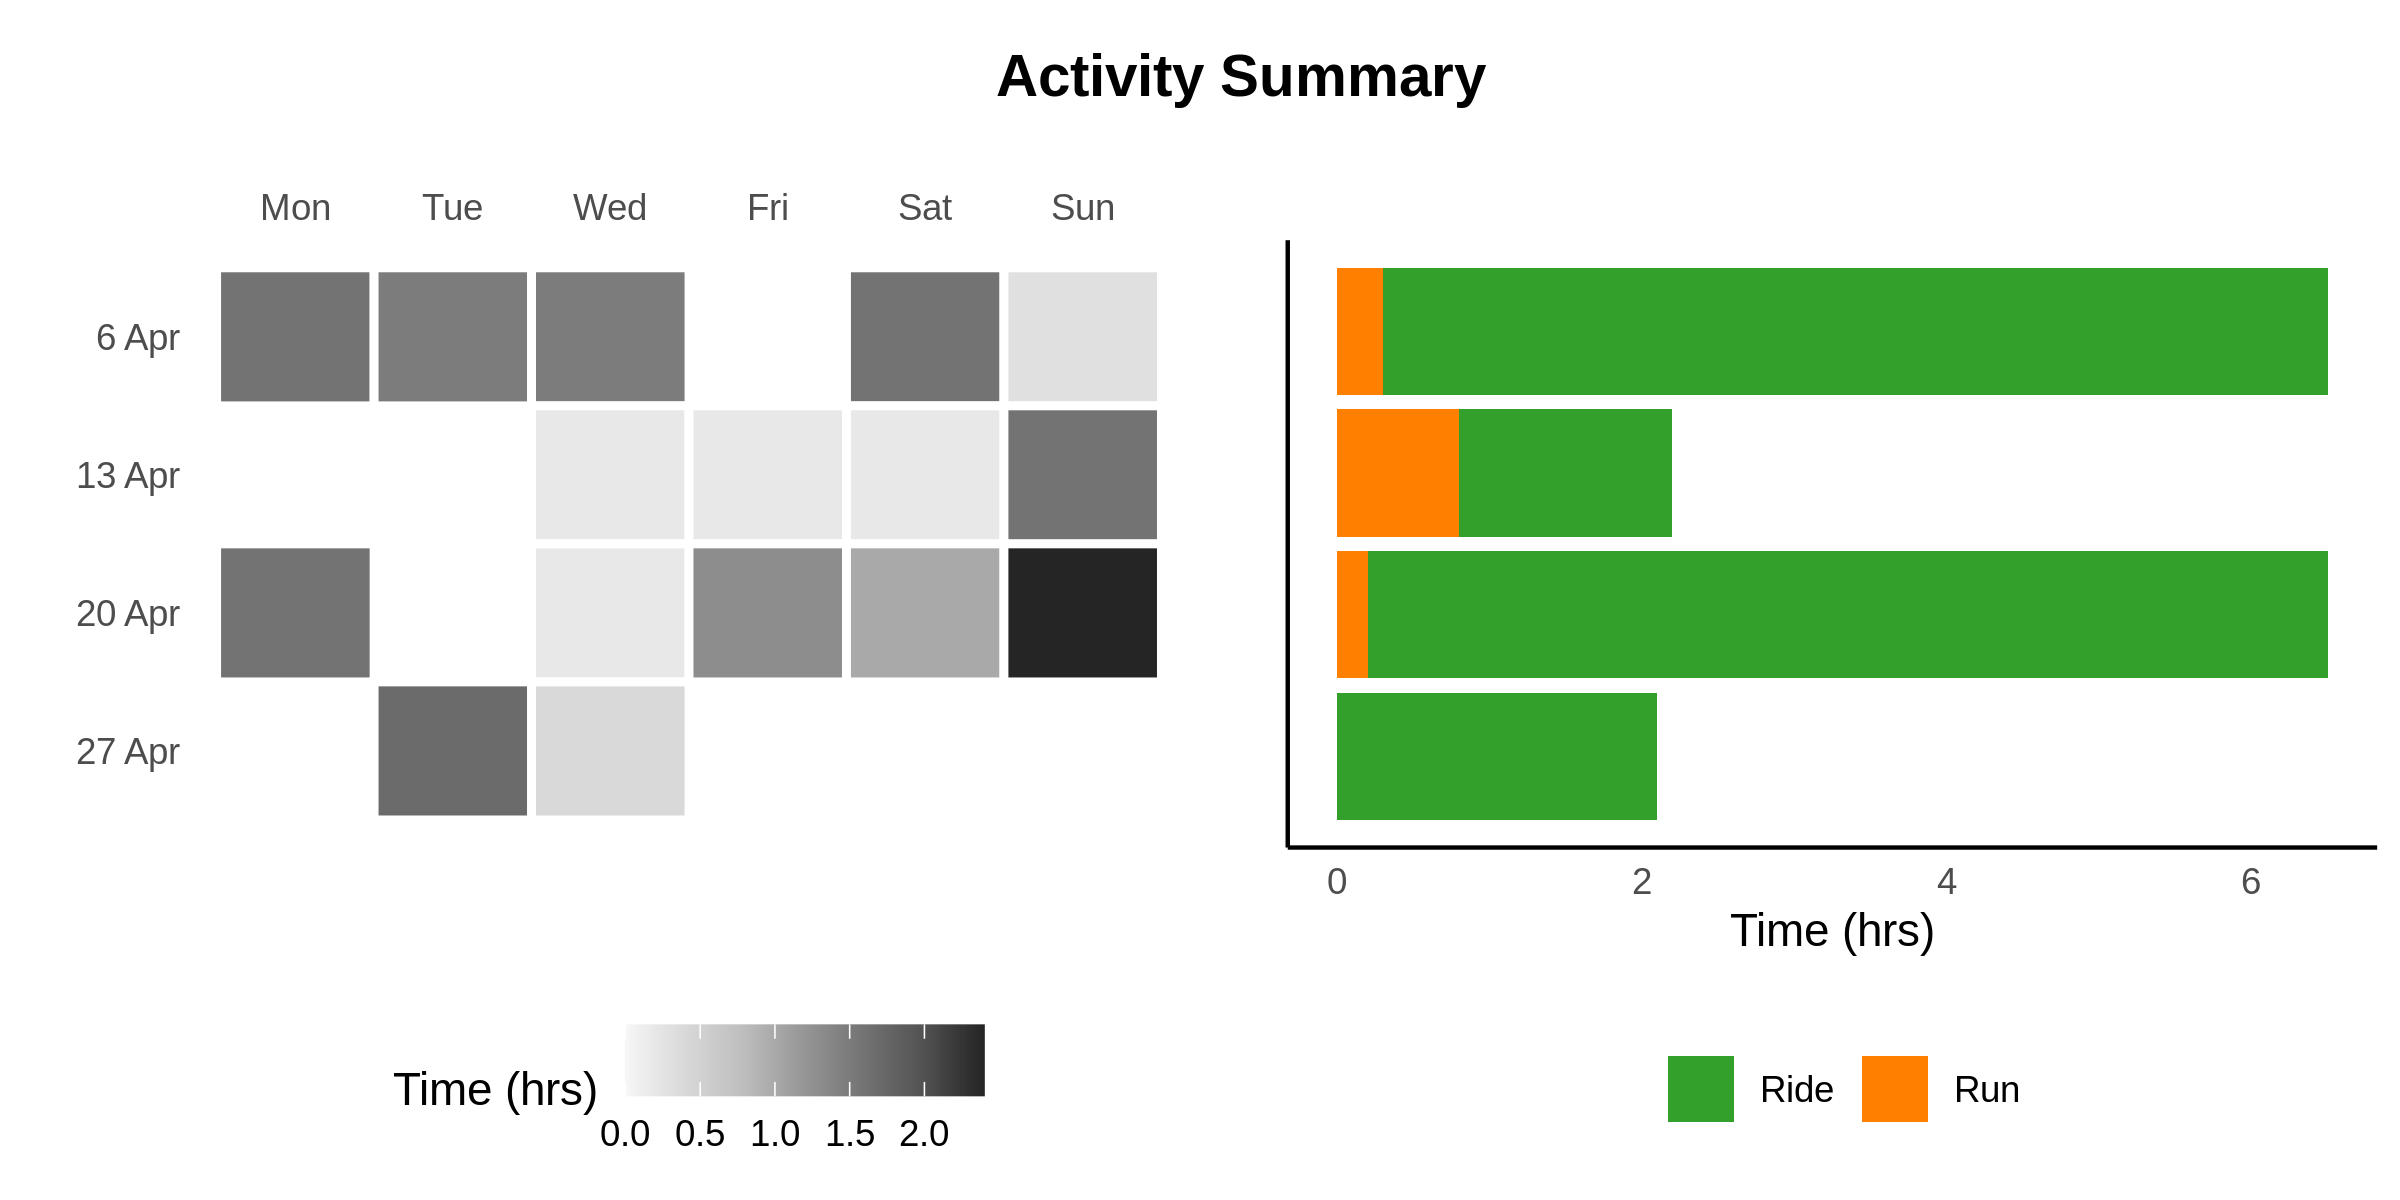 Activity Summary
Mon Tue Wed Fri Sat Sun
6 Apr
13 Apr
20 Apr
27 Apr
0 2 4 6
Time (hrs)
Time (hrs)
0.0 0.5 1.0 1.5 2.0
Ride Run